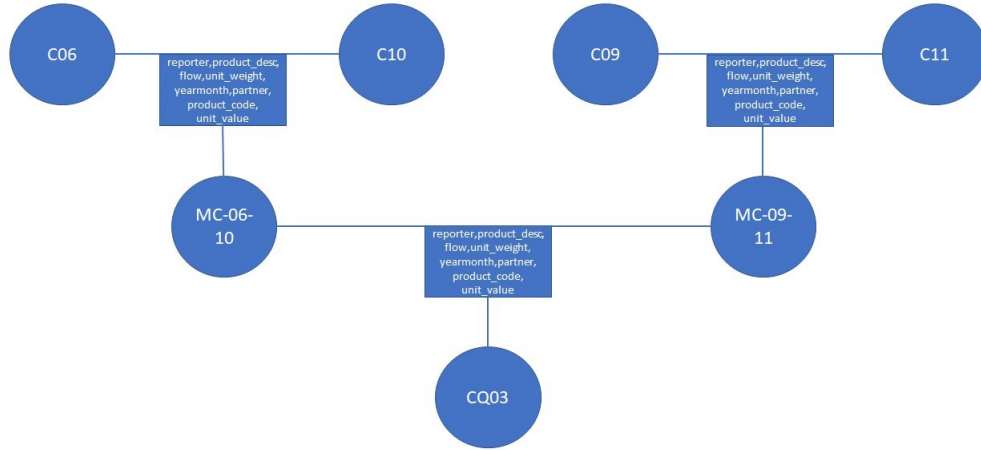 C06
C10
C09
C11
reporter,product_desc,
flow,unit_weight,
yearmonth,partner,
product_code,
unit_value
reporter,product_desc,
flow,unit_weight,
yearmonth,partner,
product_code,
unit_value
MC-06-
10
MC-09-
11
reporter,product_desc,
flow,unit_weight,
yearmonth,partner,
product_code,
unit_value
CQ03